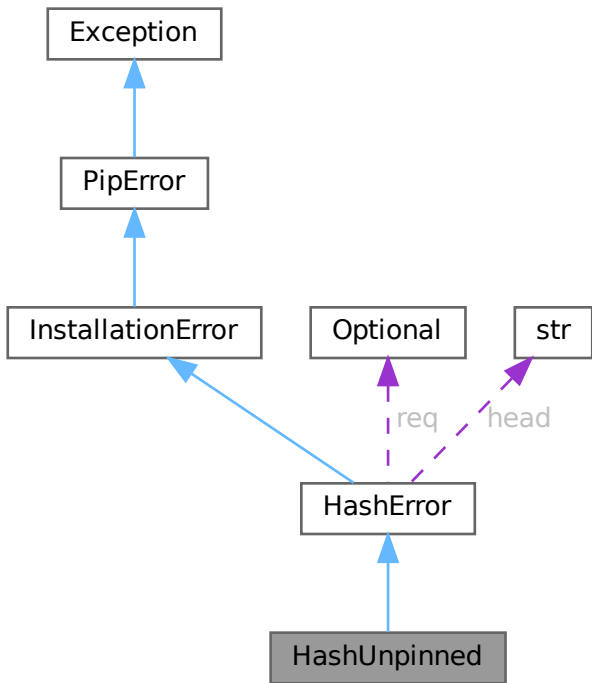 Exception
PipError
InstallationError
Optional
str
req
head
HashError
HashUnpinned